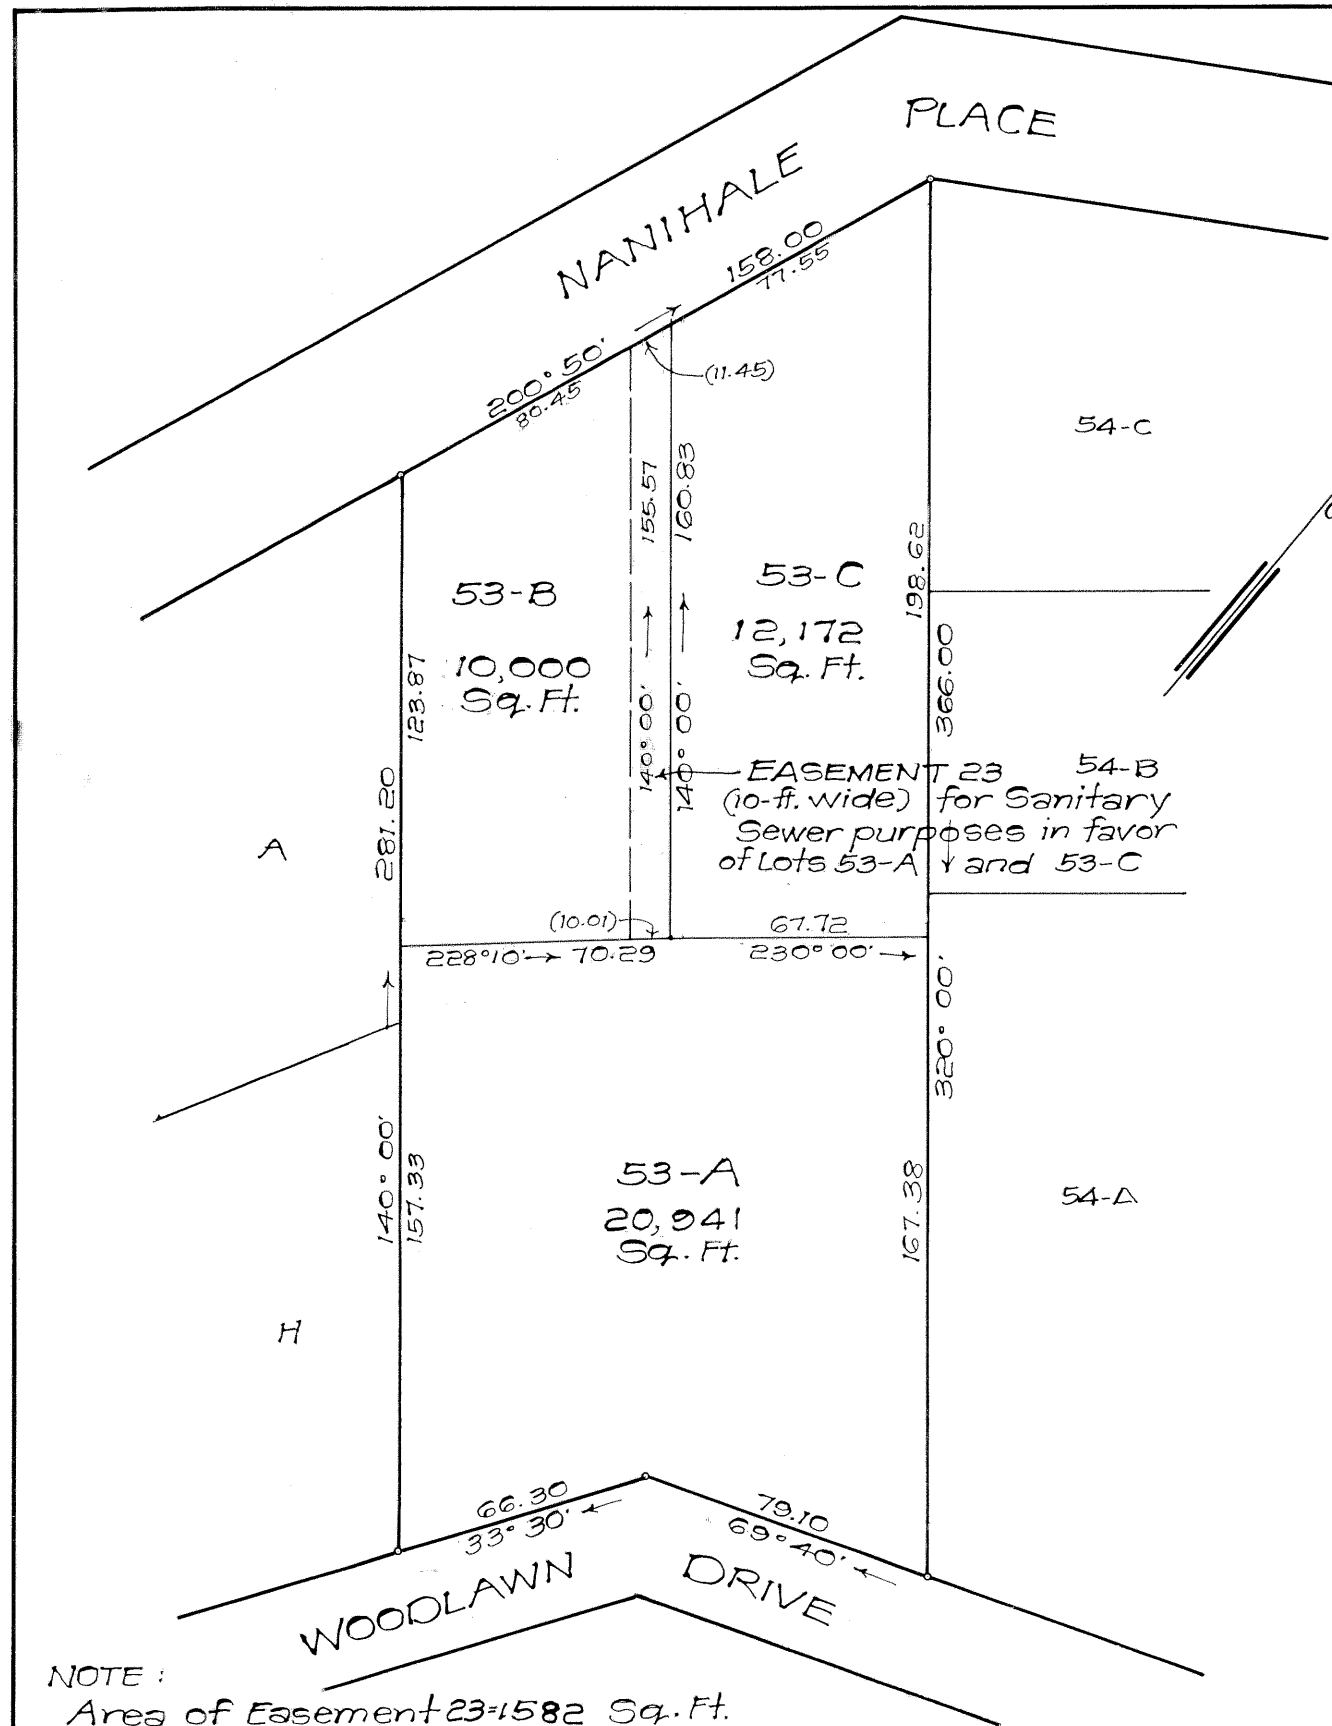 PLACE
NANIHALE
158.00
77.55
200° 50'
80.45
(11.45)
54-C
155.57
160.83
198.62
53-B
10,000
Sq. Ft.
53-C
12,172
Sq. Ft.
123.87
281.20
140° 00'
140° 00'
366.00
EASEMENT 23
(10-ft. wide) for Sanitary
Sewer purposes in favor
of Lots 53-A and 53-C
54-B
A
(10.01)
67.72
228°10' 70.29
230° 00'
320° 00'
140° 00'
157.33
53-A
20,941
Sq. Ft.
167.38
54-A
H
66.30
33° 30'
79.10
69° 40'
WOODLAWN DRIVE
NOTE :
Area of Easement 23=1582 Sq. Ft.